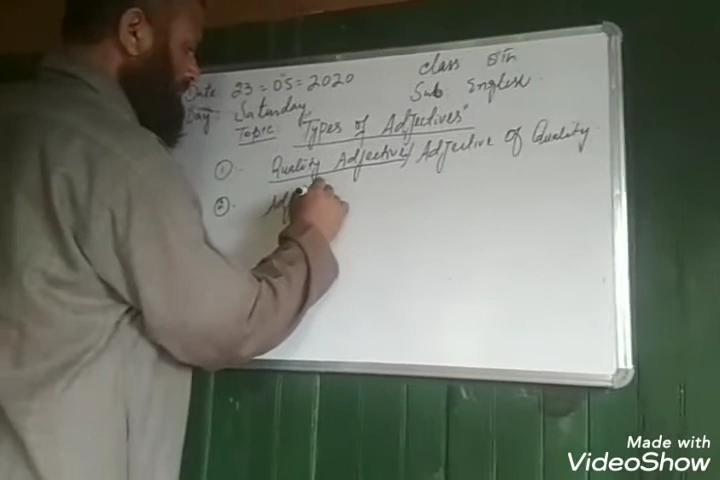 Date 23=05=2020 Class 8th
Day: Saturday Sub English
Topic: "Types of Adjectives"
①. Quality Adjective/ Adjective of Quality
②. Adj
Made with
VideoShow